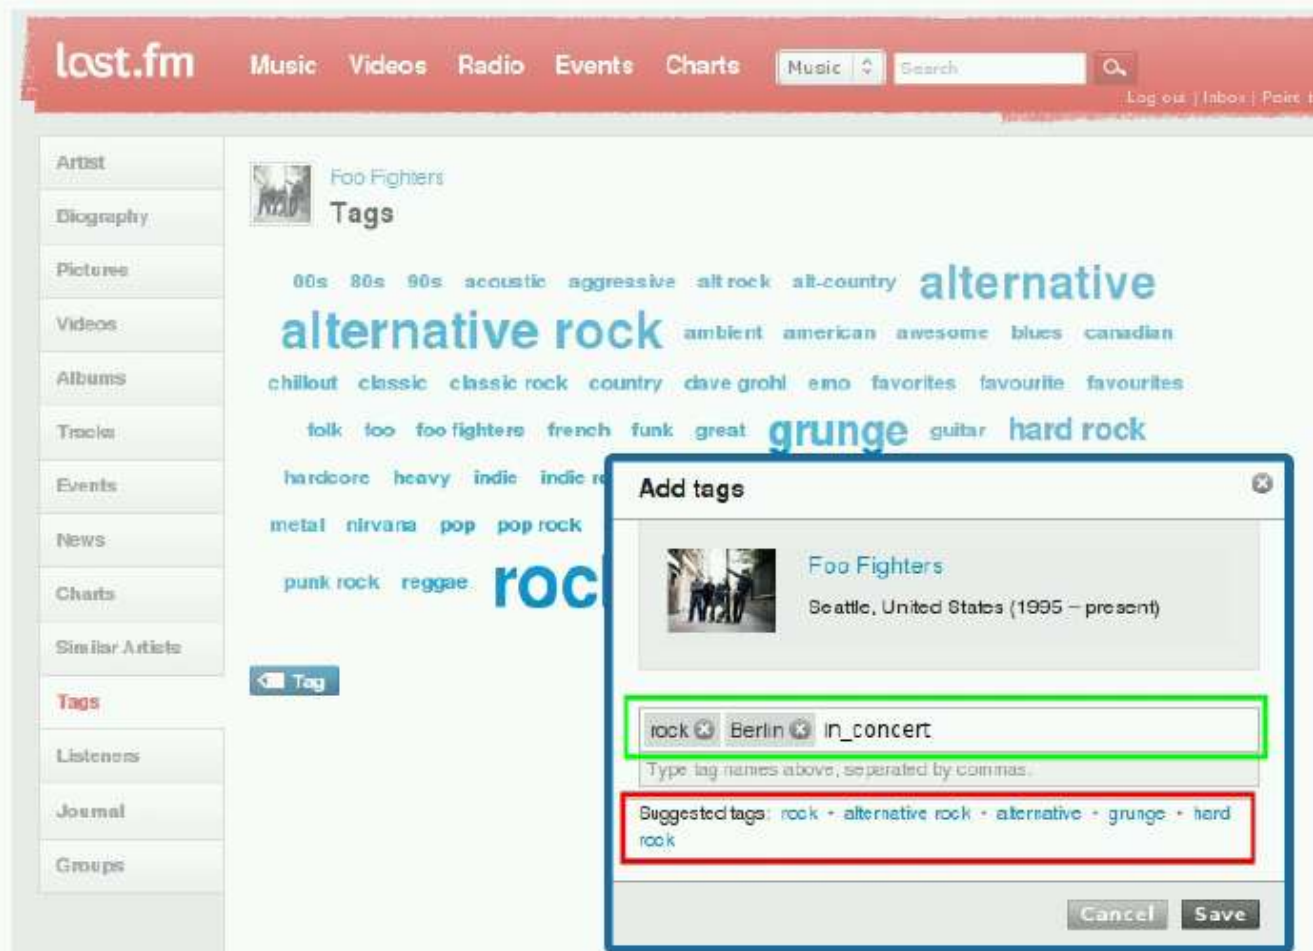 last.fm
Music Videos Radio Events Charts Music Search
Log out | Inbox |
Artist
Biography
Pictures
Videos
Albums
Tracks
Events
News
Charts
Similar Artists
Tags
Listeners
Journal
Groups
Foo Fighters
Tags
00s 80s 90s acoustic aggressive alt rock alt-country alternative
alternative rock ambient american awesome blues canadian
chillout classic classic rock country dave grohl emo favorites favourite favourites
folk foo foo fighters french funk great grunge guitar hard rock
hardcore heavy indie indie
metal nirvana pop pop rock
punk rock reggae roc
Tag
Add tags
Foo Fighters
Seattle, United States (1995 – present)
rock Berlin in_concert
Type tag names above, separated by commas.
Suggested tags: rock • alternative rock • alternative • grunge • hard
rock
Cancel Save